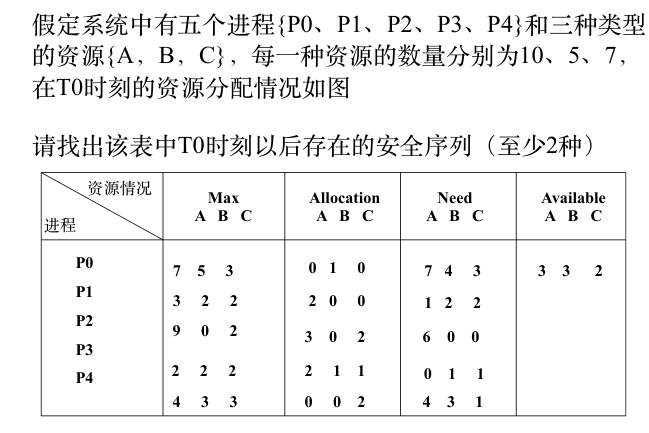 假定系统中有五个进程{P0、P1、P2、P3、P4}和三种类型
的资源{A，B，C}，每一种资源的数量分别为10、5、7，
在T0时刻的资源分配情况如图
请找出该表中T0时刻以后存在的安全序列（至少2种）
资源情况 Max Allocation Need Available
进程 A B C A B C A B C A B C
P0 7 5 3 0 1 0 7 4 3 3 3 2
P1 3 2 2 2 0 0 1 2 2
P2 9 0 2 3 0 2 6 0 0
P3 2 2 2 2 1 1 0 1 1
P4 4 3 3 0 0 2 4 3 1